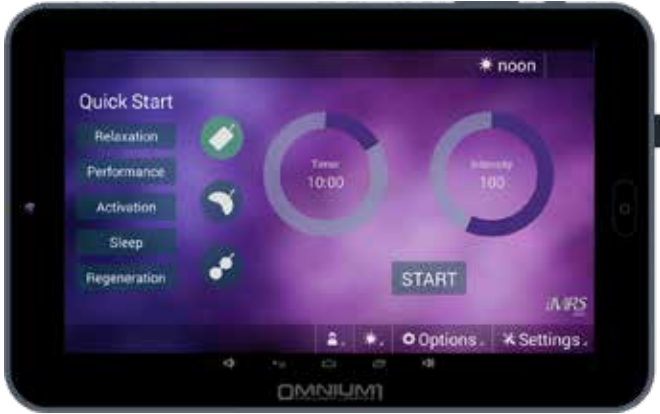 noon
Quick Start
Relaxation
Performance
Activation
Sleep
Regeneration
Timer
10:00
Intensity
100
START
iMRS
Options
Settings
OMNIUM1